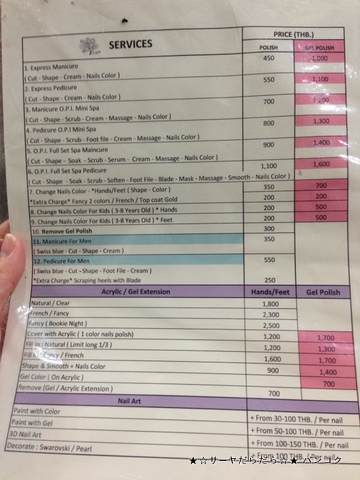 SERVICES PRICE (THB.)
POLISH GEL POLISH
1. Express Manicure 450 1,000
( Cut - Shape - Cream - Nails Color )
2. Express Pedicure 550 1,100
( Cut - Shape - Cream - Nails Color )
3. Manicure O.P.I. Mini Spa 700 1,200
( Cut - Shape - Scrub - Cream - Massage - Nails Color )
4. Pedicure O.P.I Mini Spa 800 1,300
( Cut - Shape - Scrub - Foot file - Cream - Massage - Nails Color )
5. O.P.I. Full Set Spa Maincure 900 1,400
( Cut - Shape - Soak - Scrub - Serum - Cream - Massage - Nails Color )
6. O.P.I Full Set Spa Pedicure 1,100 1,600
( Cut - Shape - Soak - Scrub - Soften - Foot File - Blade - Mask - Massage - Smooth - Nails Color )
7. Change Nails Color - *Hands/Feet ( Shape - Color ) 350 700
*Extra Charge* Fancy 2 colors / French / Top coat Gold 200 200
8. Change Nails Color For Kids ( 3-8 Years Old ) * Hands 200 500
9. Change Nails Color For Kids ( 3-8 Years Old ) * Feet 200 500
10. Remove Gel Polish 300
11. Manicure For Men 350
( Swiss blue - Cut - Shape - Cream )
12. Pedicure For Men 550
( Swiss blue - Cut - Shape - Foot File - Cream )
*Extra Charge* Scraping heels with Blade 250
Acrylic / Gel Extension Hands/Feet Gel Polish
Natural / Clear 1,800
French / Fancy 2,300
Fancy ( Bookie Night ) 2,500
Cover with Acrylic ( 1 color nails polish) 1,200 1,700
Fill in : Natural ( Limit long 1/3 ) 1,200 1,300
Fill in : Fancy / French 1,600 1,700
Shape & Smooth + Nails Color 900 1,400
Gel Color ( On Acrylic ) 700
Remove (Gel / Acrylic Extension ) 700
Nail Art
Paint with Color + From 30-100 THB. / Per nail
Paint with Gel + From 50-100 THB. / Per nail
3D Nail Art + From 100-150 THB. / Per nail
Decorate : Swarovski / Pearl From 100 THB. / Per nail